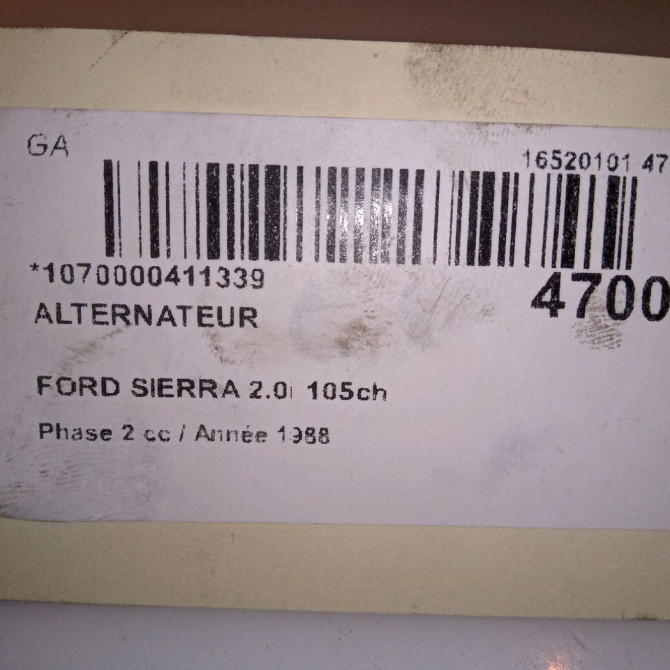 GA
16520101 47
*1070000411339
4700
ALTERNATEUR
FORD SIERRA 2.0i 105ch
Phase 2 cc / Année 1988